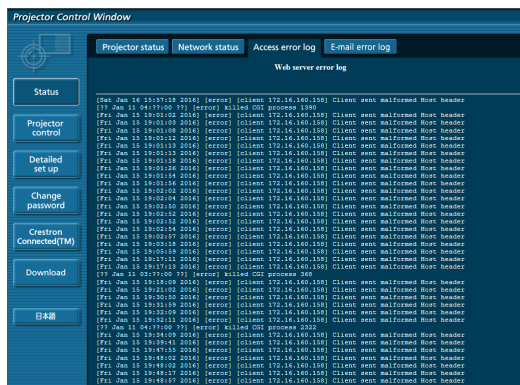 Projector Control Window
Projector status
Network status
Access error log
E-mail error log
Web server error log
Status
Projector
control
Detailed
set up
Change
password
Crestron
Connected(TM)
Download
日本語
[Sat Jan 16 15:57:18 2016] [error] [client 172.16.160.158] Client sent malformed Host header
[?? Jan 11 04:??:00 ??] [error] killed CGI process 1390
[Fri Jan 15 19:01:02 2016] [error] [client 172.16.160.158] Client sent malformed Host header
[Fri Jan 15 19:01:03 2016] [error] [client 172.16.160.158] Client sent malformed Host header
[Fri Jan 15 19:01:08 2016] [error] [client 172.16.160.158] Client sent malformed Host header
[Fri Jan 15 19:01:12 2016] [error] [client 172.16.160.158] Client sent malformed Host header
[Fri Jan 15 19:01:13 2016] [error] [client 172.16.160.158] Client sent malformed Host header
[Fri Jan 15 19:01:13 2016] [error] [client 172.16.160.158] Client sent malformed Host header
[Fri Jan 15 19:01:18 2016] [error] [client 172.16.160.158] Client sent malformed Host header
[Fri Jan 15 19:01:26 2016] [error] [client 172.16.160.158] Client sent malformed Host header
[Fri Jan 15 19:01:54 2016] [error] [client 172.16.160.158] Client sent malformed Host header
[Fri Jan 15 19:01:56 2016] [error] [client 172.16.160.158] Client sent malformed Host header
[Fri Jan 15 19:02:02 2016] [error] [client 172.16.160.158] Client sent malformed Host header
[Fri Jan 15 19:02:04 2016] [error] [client 172.16.160.158] Client sent malformed Host header
[Fri Jan 15 19:02:50 2016] [error] [client 172.16.160.158] Client sent malformed Host header
[Fri Jan 15 19:02:52 2016] [error] [client 172.16.160.158] Client sent malformed Host header
[Fri Jan 15 19:02:52 2016] [error] [client 172.16.160.158] Client sent malformed Host header
[Fri Jan 15 19:02:54 2016] [error] [client 172.16.160.158] Client sent malformed Host header
[Fri Jan 15 19:02:57 2016] [error] [client 172.16.160.158] Client sent malformed Host header
[Fri Jan 15 19:03:18 2016] [error] [client 172.16.160.158] Client sent malformed Host header
[Fri Jan 15 19:05:59 2016] [error] [client 172.16.160.158] Client sent malformed Host header
[Fri Jan 15 19:17:11 2016] [error] [client 172.16.160.158] Client sent malformed Host header
[Fri Jan 15 19:17:13 2016] [error] [client 172.16.160.158] Client sent malformed Host header
[?? Jan 11 03:??:00 ??] [error] killed CGI process 368
[Fri Jan 15 19:18:09 2016] [error] [client 172.16.160.158] Client sent malformed Host header
[Fri Jan 15 19:21:02 2016] [error] [client 172.16.160.158] Client sent malformed Host header
[Fri Jan 15 19:30:50 2016] [error] [client 172.16.160.158] Client sent malformed Host header
[Fri Jan 15 19:31:59 2016] [error] [client 172.16.160.158] Client sent malformed Host header
[Fri Jan 15 19:32:09 2016] [error] [client 172.16.160.158] Client sent malformed Host header
[Fri Jan 15 19:32:11 2016] [error] [client 172.16.160.158] Client sent malformed Host header
[?? Jan 11 04:??:00 ??] [error] killed CGI process 2322
[Fri Jan 15 19:34:09 2016] [error] [client 172.16.160.158] Client sent malformed Host header
[Fri Jan 15 19:39:41 2016] [error] [client 172.16.160.158] Client sent malformed Host header
[Fri Jan 15 19:47:55 2016] [error] [client 172.16.160.158] Client sent malformed Host header
[Fri Jan 15 19:48:02 2016] [error] [client 172.16.160.158] Client sent malformed Host header
[Fri Jan 15 19:48:02 2016] [error] [client 172.16.160.158] Client sent malformed Host header
[Fri Jan 15 19:48:17 2016] [error] [client 172.16.160.158] Client sent malformed Host header
[Fri Jan 15 19:48:57 2016] [error] [client 172.16.160.158] Client sent malformed Host header